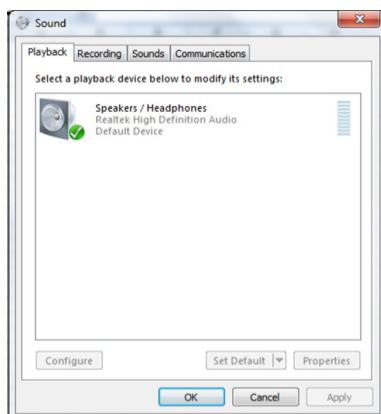 Sound
Playback Recording Sounds Communications
Select a playback device below to modify its settings:
Speakers / Headphones
Realtek High Definition Audio
Default Device
Configure Set Default Properties
OK Cancel Apply